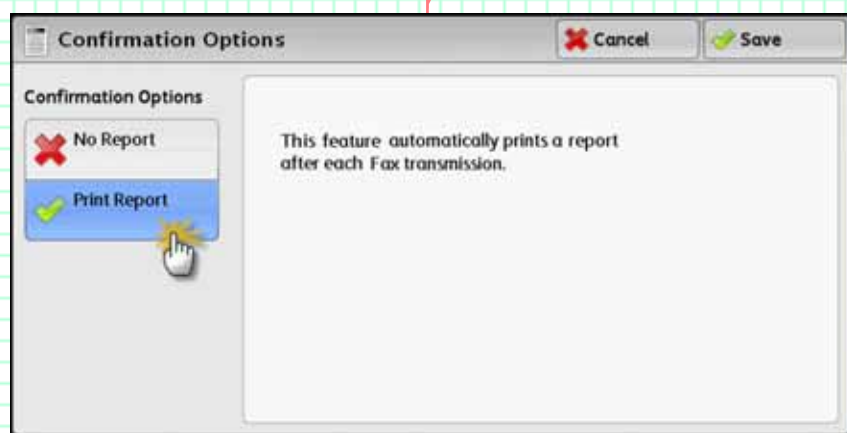 Confirmation Options
Cancel
Save
Confirmation Options
No Report
Print Report
This feature automatically prints a report
after each Fax transmission.